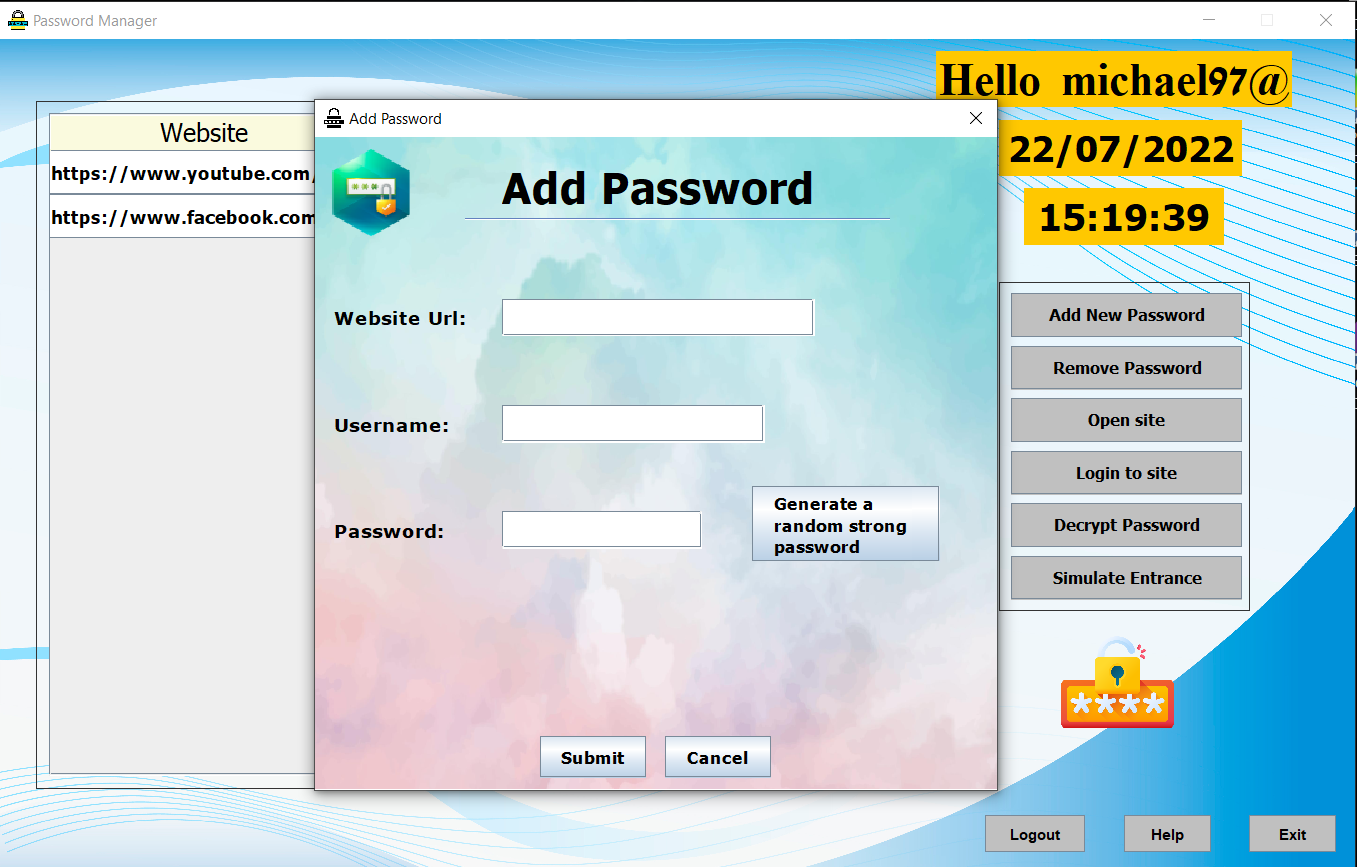 Password Manager
Hello michael97@
22/07/2022
15:19:39
Website
https://www.youtube.com/
https://www.facebook.com
Add Password
Add Password
Website Url:
Username:
Password:
Generate a
random strong
password
Submit
Cancel
Add New Password
Remove Password
Open site
Login to site
Decrypt Password
Simulate Entrance
****
Logout
Help
Exit